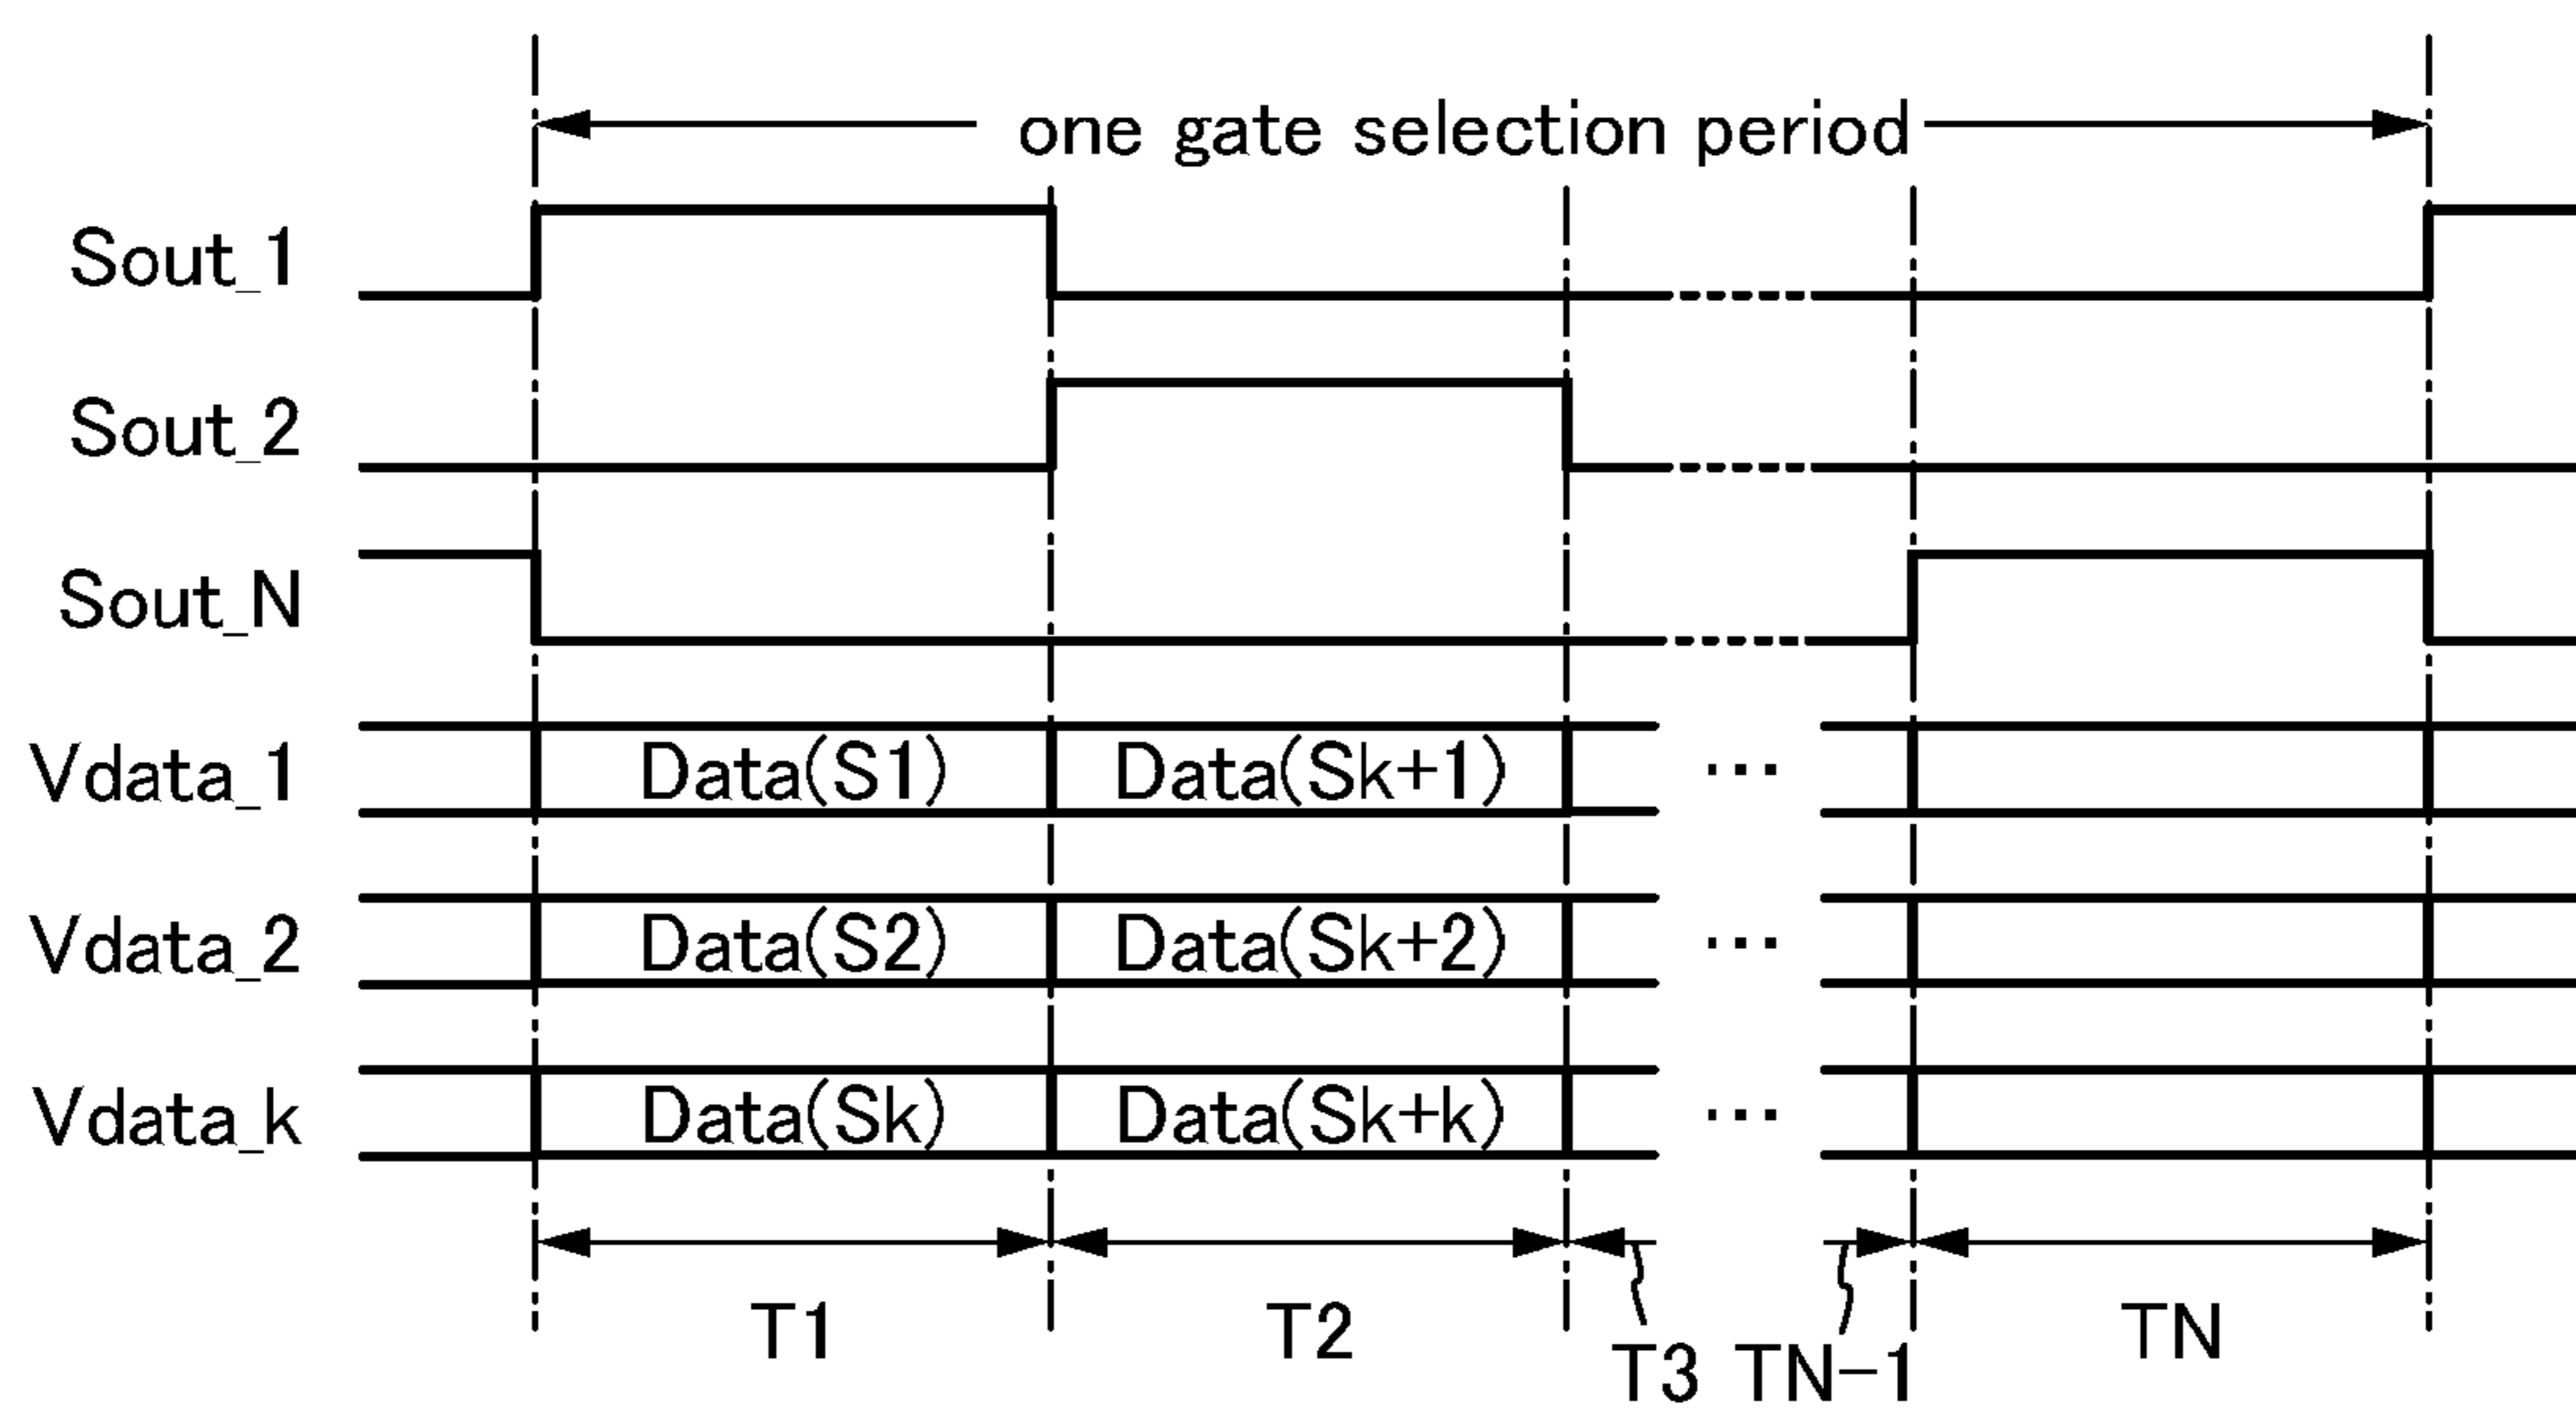 one gate selection period
Sout_1
Sout_2
Sout_N
Vdata_1 Data(S1) Data(Sk+1) ...
Vdata_2 Data(S2) Data(Sk+2) ...
Vdata_k Data(Sk) Data(Sk+k) ...
T1 T2 T3 TN-1 TN